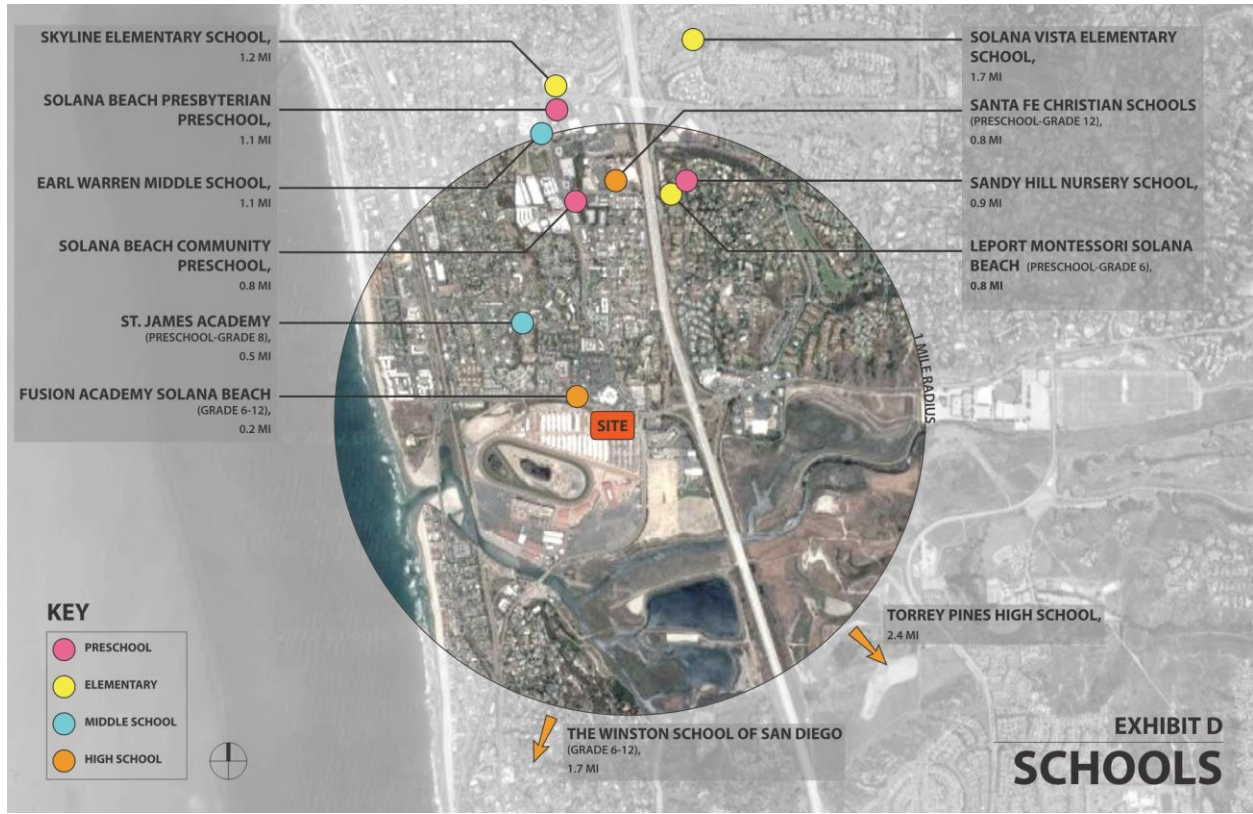 SKYLINE ELEMENTARY SCHOOL,
1.2 MI
SOLANA BEACH PRESBYTERIAN
PRESCHOOL,
1.1 MI
EARL WARREN MIDDLE SCHOOL,
1.1 MI
SOLANA BEACH COMMUNITY
PRESCHOOL,
0.8 MI
ST. JAMES ACADEMY
(PRESCHOOL-GRADE 8),
0.5 MI
FUSION ACADEMY SOLANA BEACH
(GRADE 6-12),
0.2 MI
SOLANA VISTA ELEMENTARY
SCHOOL,
1.7 MI
SANTA FE CHRISTIAN SCHOOLS
(PRESCHOOL-GRADE 12),
0.8 MI
SANDY HILL NURSERY SCHOOL,
0.9 MI
LEPORT MONTESSORI SOLANA
BEACH (PRESCHOOL-GRADE 6),
0.8 MI
1 MILE RADIUS
SITE
TORREY PINES HIGH SCHOOL,
2.4 MI
THE WINSTON SCHOOL OF SAN DIEGO
(GRADE 6-12),
1.7 MI
KEY
PRESCHOOL
ELEMENTARY
MIDDLE SCHOOL
HIGH SCHOOL
EXHIBIT D
SCHOOLS